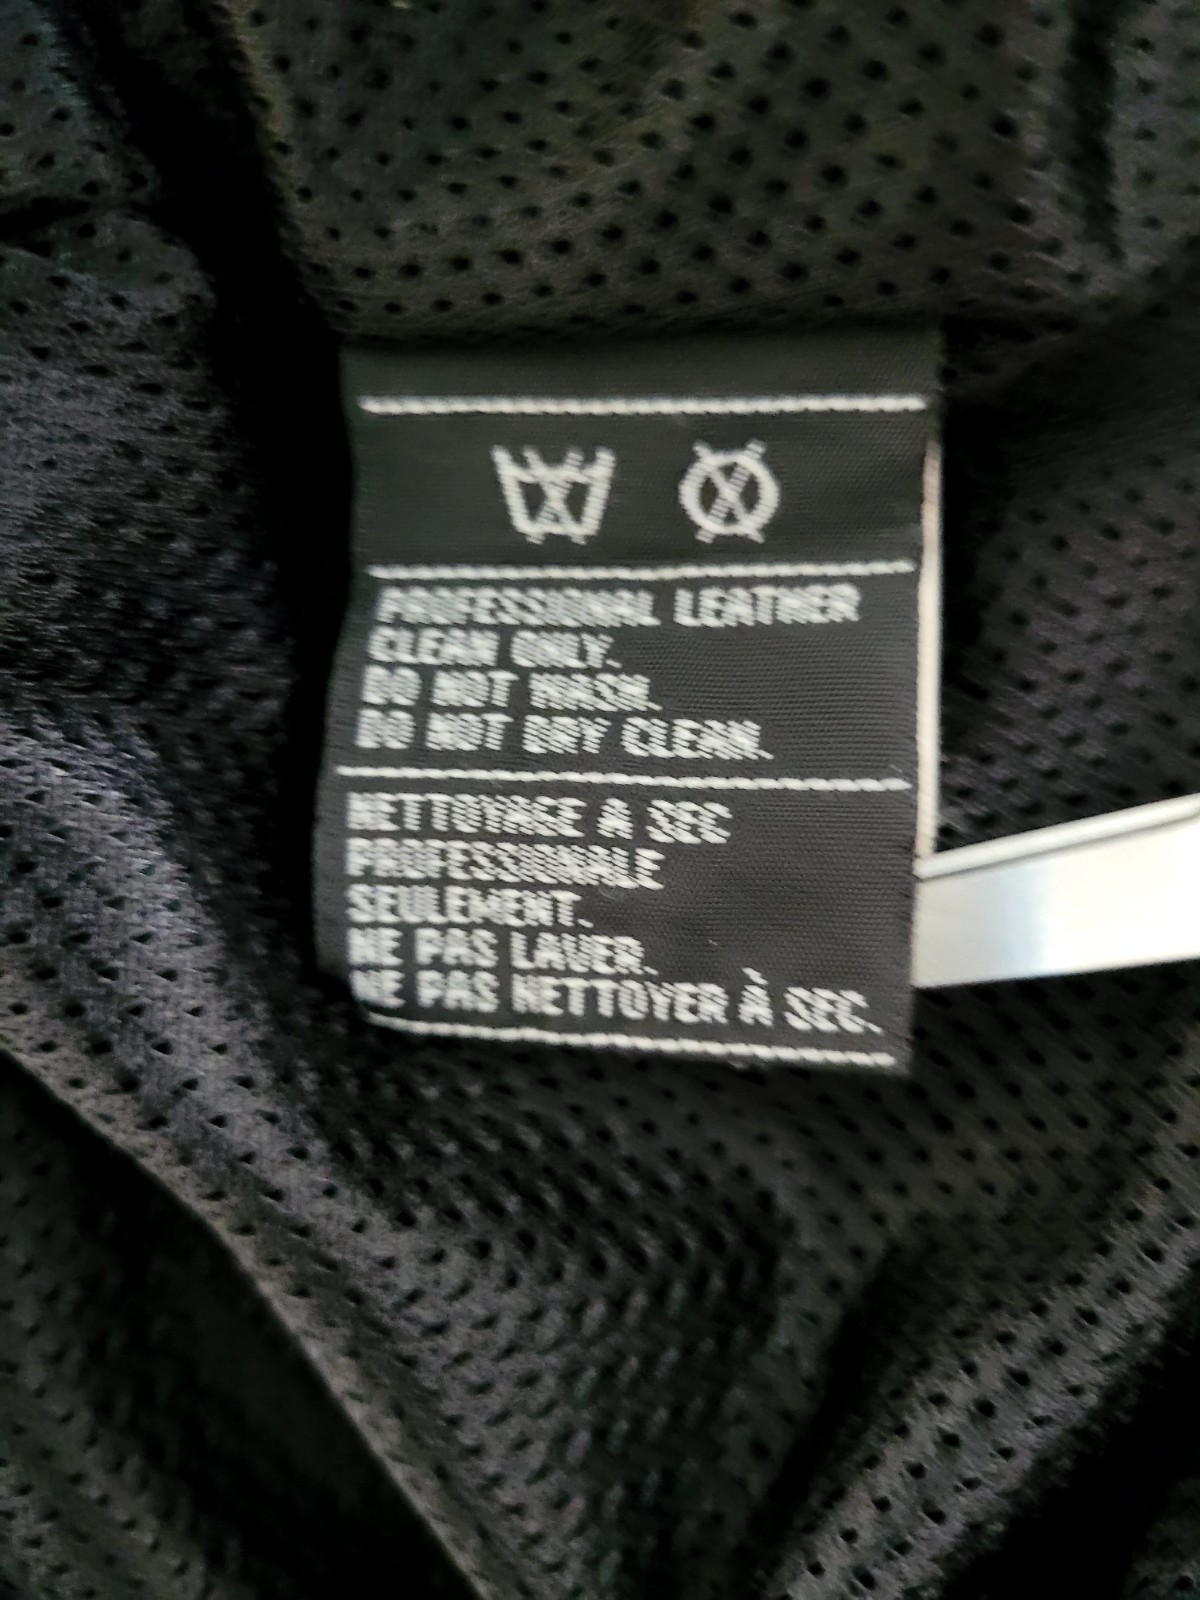 PROFESSIONAL LEATHER
CLEAN ONLY.
DO NOT WASH.
DO NOT DRY CLEAN.
NETTOYAGE A SEC
PROFESSIONALE
SEULEMENT.
NE PAS LAVER.
NE PAS NETTOYER À SEC.